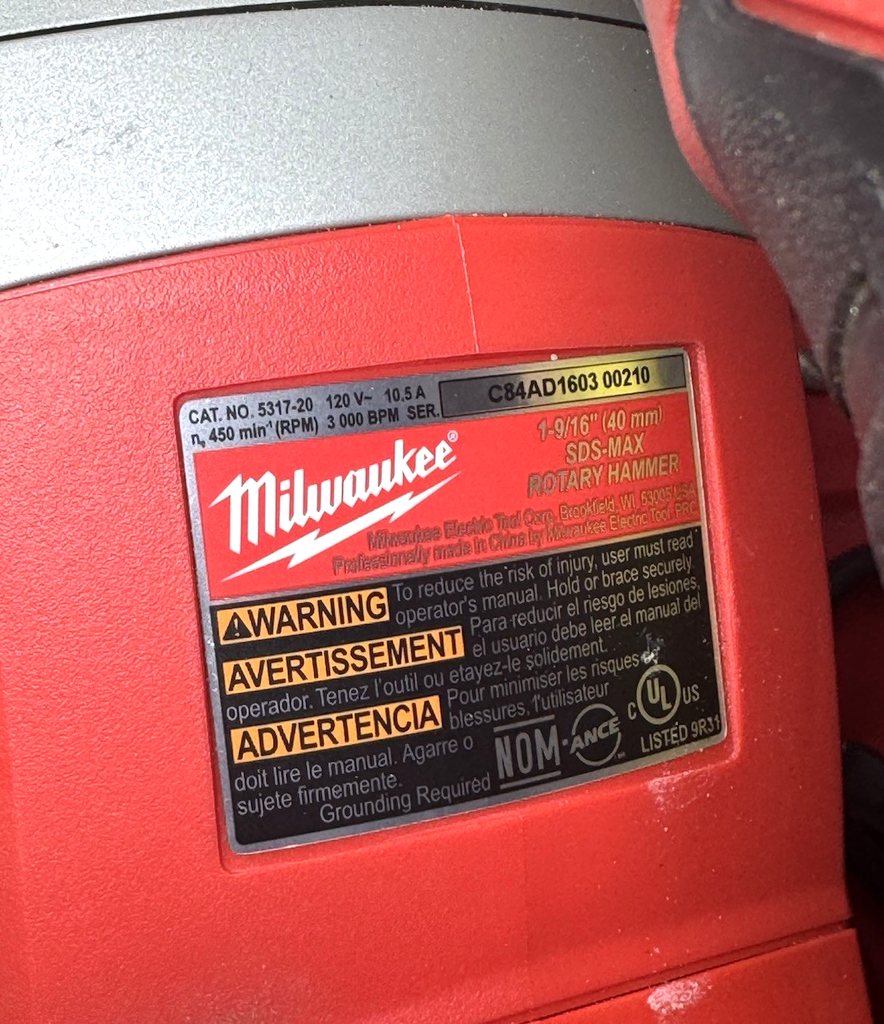 CAT. NO. 5317-20 120 V~ 10.5 A
n₀ 450 min⁻¹ (RPM) 3 000 BPM SER.
C84AD1603 00210
Milwaukee®
1-9/16" (40 mm)
SDS-MAX
ROTARY HAMMER
Milwaukee Electric Tool Corp. Brookfield, WI 53005 USA
Professionally made in China by Milwaukee Electric Tool PRC
⚠WARNING To reduce the risk of injury, user must read
operator's manual. Hold or brace securely.
AVERTISSEMENT Para reducir el riesgo de lesiones,
el usuario debe leer el manual del
operador. Tenez l'outil ou etayez-le solidement.
ADVERTENCIA Pour minimiser les risques de
blessures, l'utilisateur
doit lire le manual. Agarre o
sujete firmemente.
Grounding Required
NOM-ANCE
C UL US
LISTED 9R31